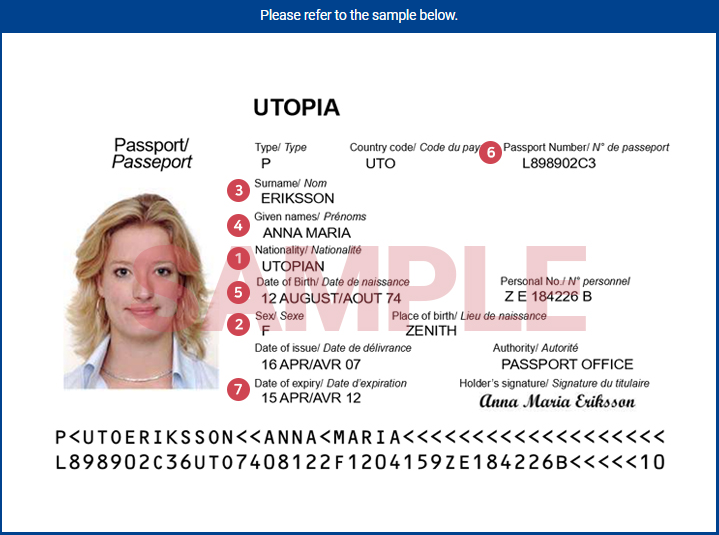 Please refer to the sample below.
UTOPIA
Passport/
Passeport
Type/ Type Country code/ Code du pay 6 Passport Number/ N° de passeport
P UTO L898902C3
3 Surname/ Nom
ERIKSSON
4 Given names/ Prénoms
ANNA MARIA
1 Nationality/ Nationalité
UTOPIAN
5 Date of Birth/ Date de naissance Personal No./ N° personnel
12 AUGUST/AOUT 74 Z E 184226 B
2 Sex/ Sexe Place of birth/ Lieu de naissance
F ZENITH
Date of issue/ Date de délivrance Authority/ Autorité
16 APR/AVR 07 PASSPORT OFFICE
7 Date of expiry/ Date d'expiration Holder's signature/ Signature du titulaire
15 APR/AVR 12 Anna Maria Eriksson
SAMPLE
P<UTOERIKSSON<<ANNA<MARIA<<<<<<<<<<<<<<<<<<<
L898902C36UTO7408122F1204159ZE184226B<<<<<10